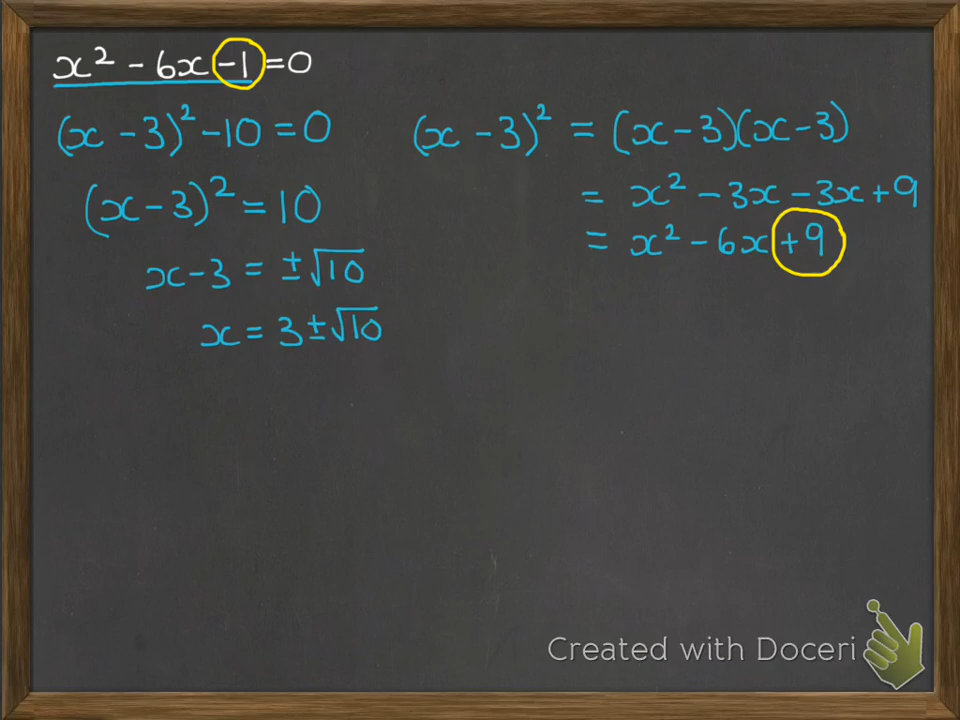 x² - 6x - 1 = 0
(x - 3)² - 10 = 0
(x - 3)² = 10
x - 3 = ±√10
x = 3 ± √10
(x - 3)² = (x - 3)(x - 3)
= x² - 3x - 3x + 9
= x² - 6x + 9
Created with Doceri